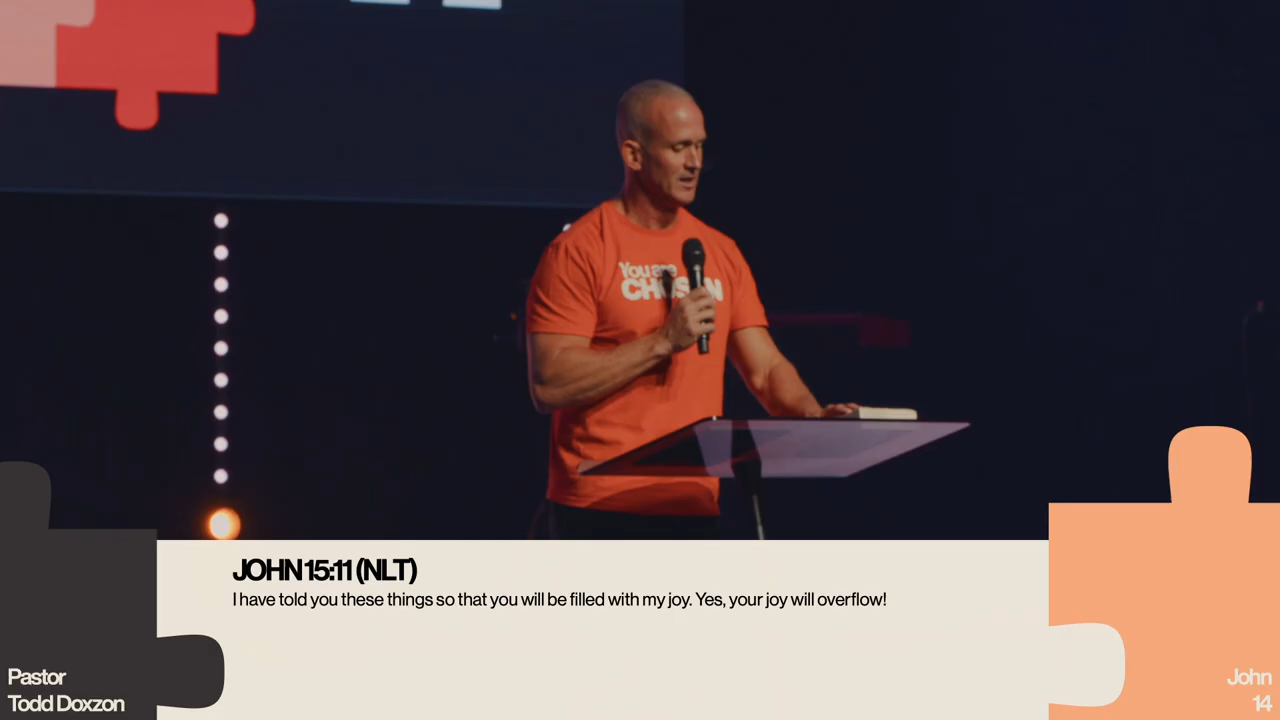 You are
CHOSEN
JOHN 15:11 (NLT)
I have told you these things so that you will be filled with my joy. Yes, your joy will overflow!
Pastor
Todd Doxzon
John
14